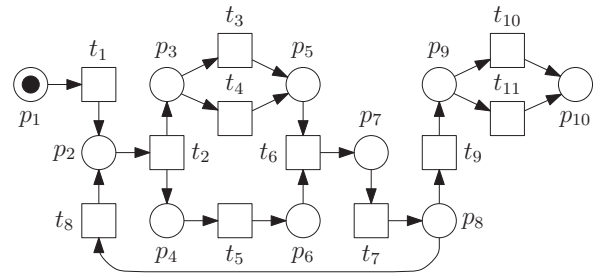 t3 t10
t1 p3 p5 p9
t4 t11
p1 p7 p10
p2 t2 t6 t9
t8 p8
p4 t5 p6 t7